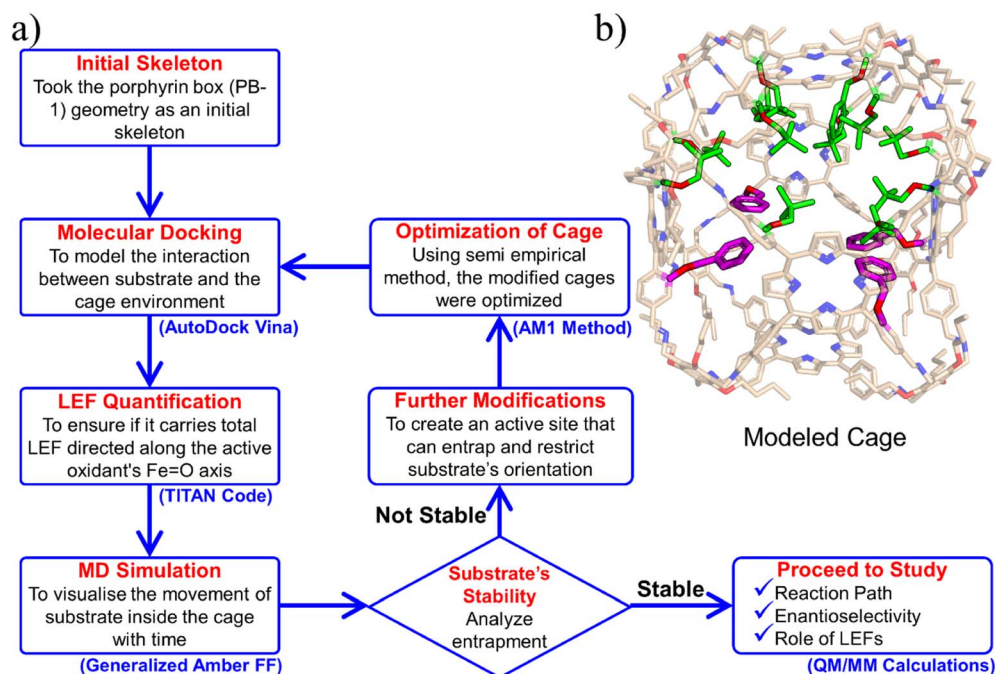 a)
Initial Skeleton
Took the porphyrin box (PB-
1) geometry as an initial
skeleton
Molecular Docking
To model the interaction
between substrate and the
cage environment
(AutoDock Vina)
LEF Quantification
To ensure if it carries total
LEF directed along the active
oxidant's Fe=O axis
(TITAN Code)
MD Simulation
To visualise the movement of
substrate inside the cage
with time
(Generalized Amber FF)
Substrate's
Stability
Analyze
entrapment
Not Stable
Further Modifications
To create an active site that
can entrap and restrict
substrate's orientation
Optimization of Cage
Using semi empirical
method, the modified cages
were optimized
(AM1 Method)
Stable
Proceed to Study
✓Reaction Path
✓Enantioselectivity
✓Role of LEFs
(QM/MM Calculations)
b)
Modeled Cage